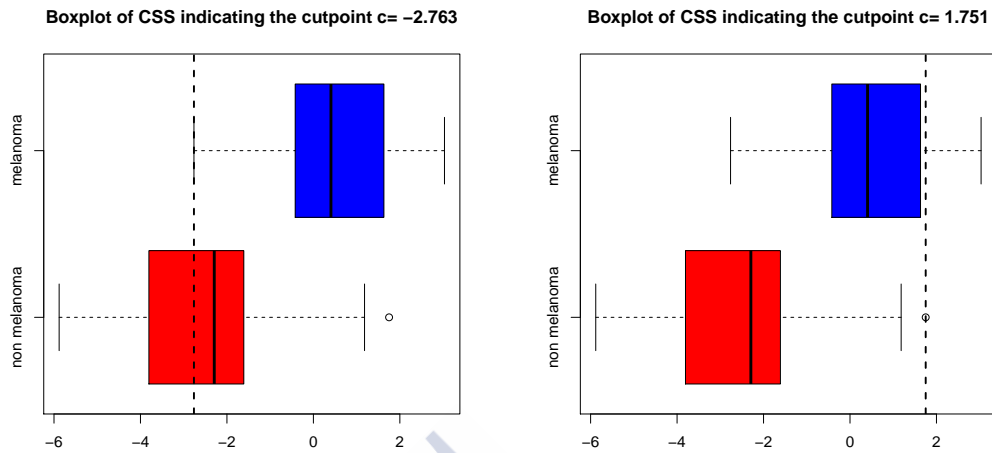 Boxplot of CSS indicating the cutpoint c= −2.763
melanoma
non melanoma
−6 −4 −2 0 2
Boxplot of CSS indicating the cutpoint c= 1.751
melanoma
non melanoma
−6 −4 −2 0 2